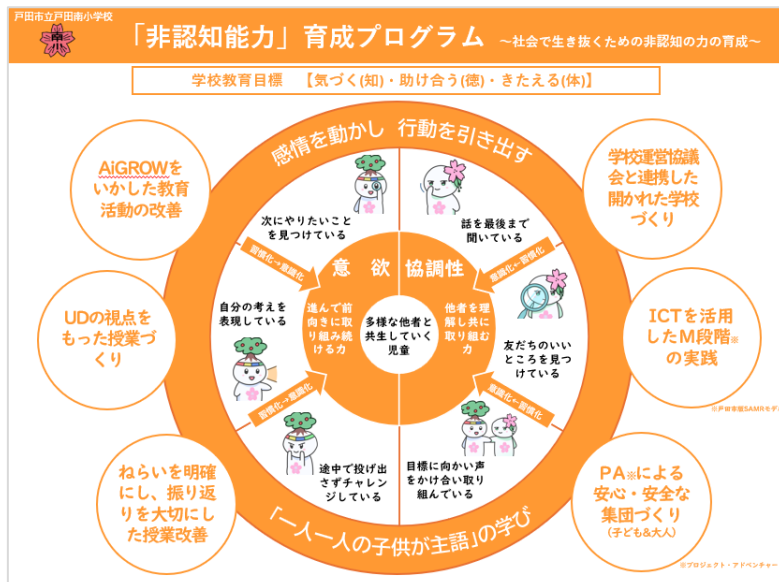 戸田市立戸田南小学校
南小
「非認知能力」育成プログラム ~社会で生き抜くための非認知の力の育成~
学校教育目標 【気づく(知)・助け合う(徳)・きたえる(体)】
感情を動かし 行動を引き出す
AiGROWを
いかした教育
活動の改善
UDの視点を
もった授業づ
くり
ねらいを明確
にし、振り返
りを大切にし
た授業改善
次にやりたいこと
を見つけている
習慣化→意識化
自分の考えを
表現している
習慣化→意識化
途中で投げ出
さずチャレン
ジしている
意 欲
進んで前
向きに取
り組み続
ける力
多様な他者と
共生していく
児童
協調性
他者を理
解し共に
取り組む
力
話を最後まで
聞いている
意識化←習慣化
友だちのいい
ところを見つ
けている
意識化←習慣化
目標に向かい声
をかけ合い取り
組んでいる
「一人一人の子供が主語」の学び
学校運営協議
会と連携した
開かれた学校
づくり
ICTを活用
したM段階※
の実践
※戸田市版SAMRモデ
PA※による
安心・安全な
集団づくり
(子ども&大人)
※プロジェクト・アドベンチャー